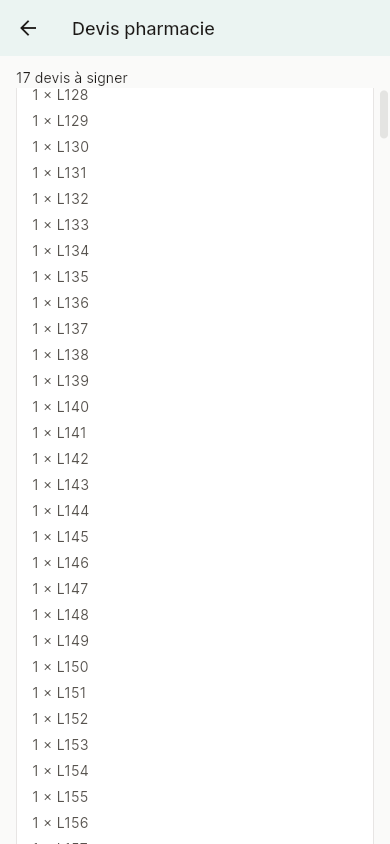 Devis pharmacie
17 devis à signer
1 × L128
1 × L129
1 × L130
1 × L131
1 × L132
1 × L133
1 × L134
1 × L135
1 × L136
1 × L137
1 × L138
1 × L139
1 × L140
1 × L141
1 × L142
1 × L143
1 × L144
1 × L145
1 × L146
1 × L147
1 × L148
1 × L149
1 × L150
1 × L151
1 × L152
1 × L153
1 × L154
1 × L155
1 × L156